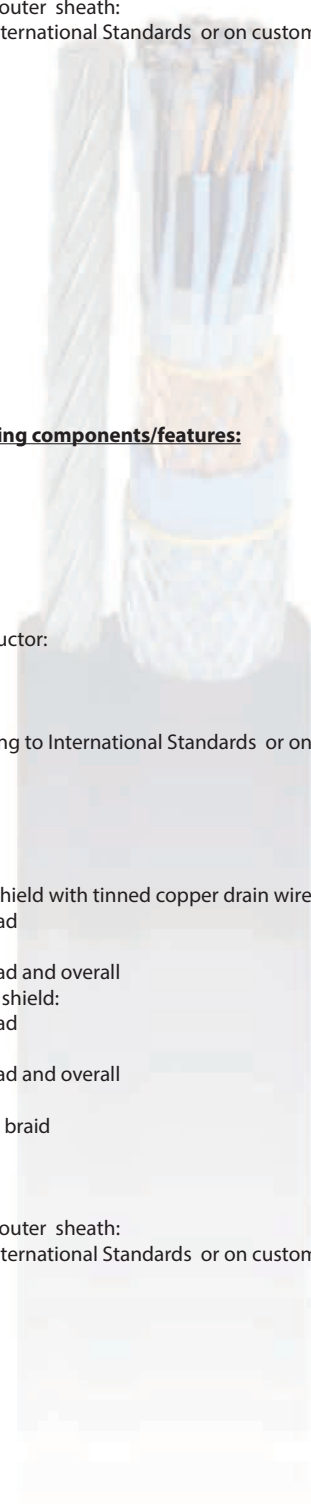 outer sheath:
nternational Standards or on custom
ing components/features:
uctor:
ng to International Standards or on
hield with tinned copper drain wire
ad
ad and overall
shield:
ad
ad and overall
braid
outer sheath:
nternational Standards or on custom